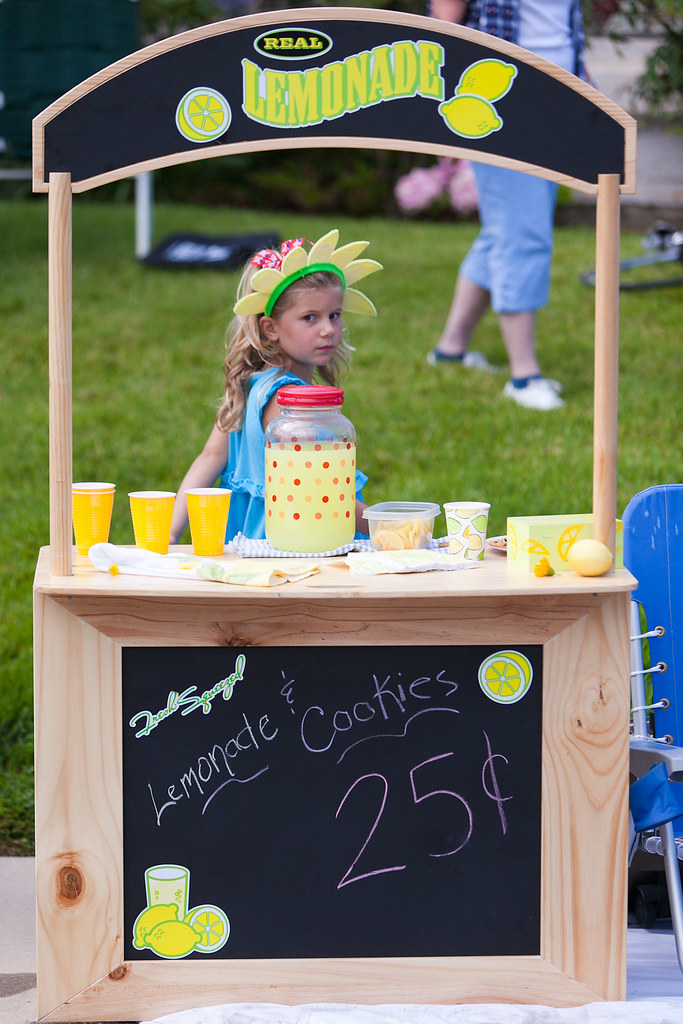 REAL
LEMONADE
Fresh Squeezed
Lemonade & Cookies
25¢